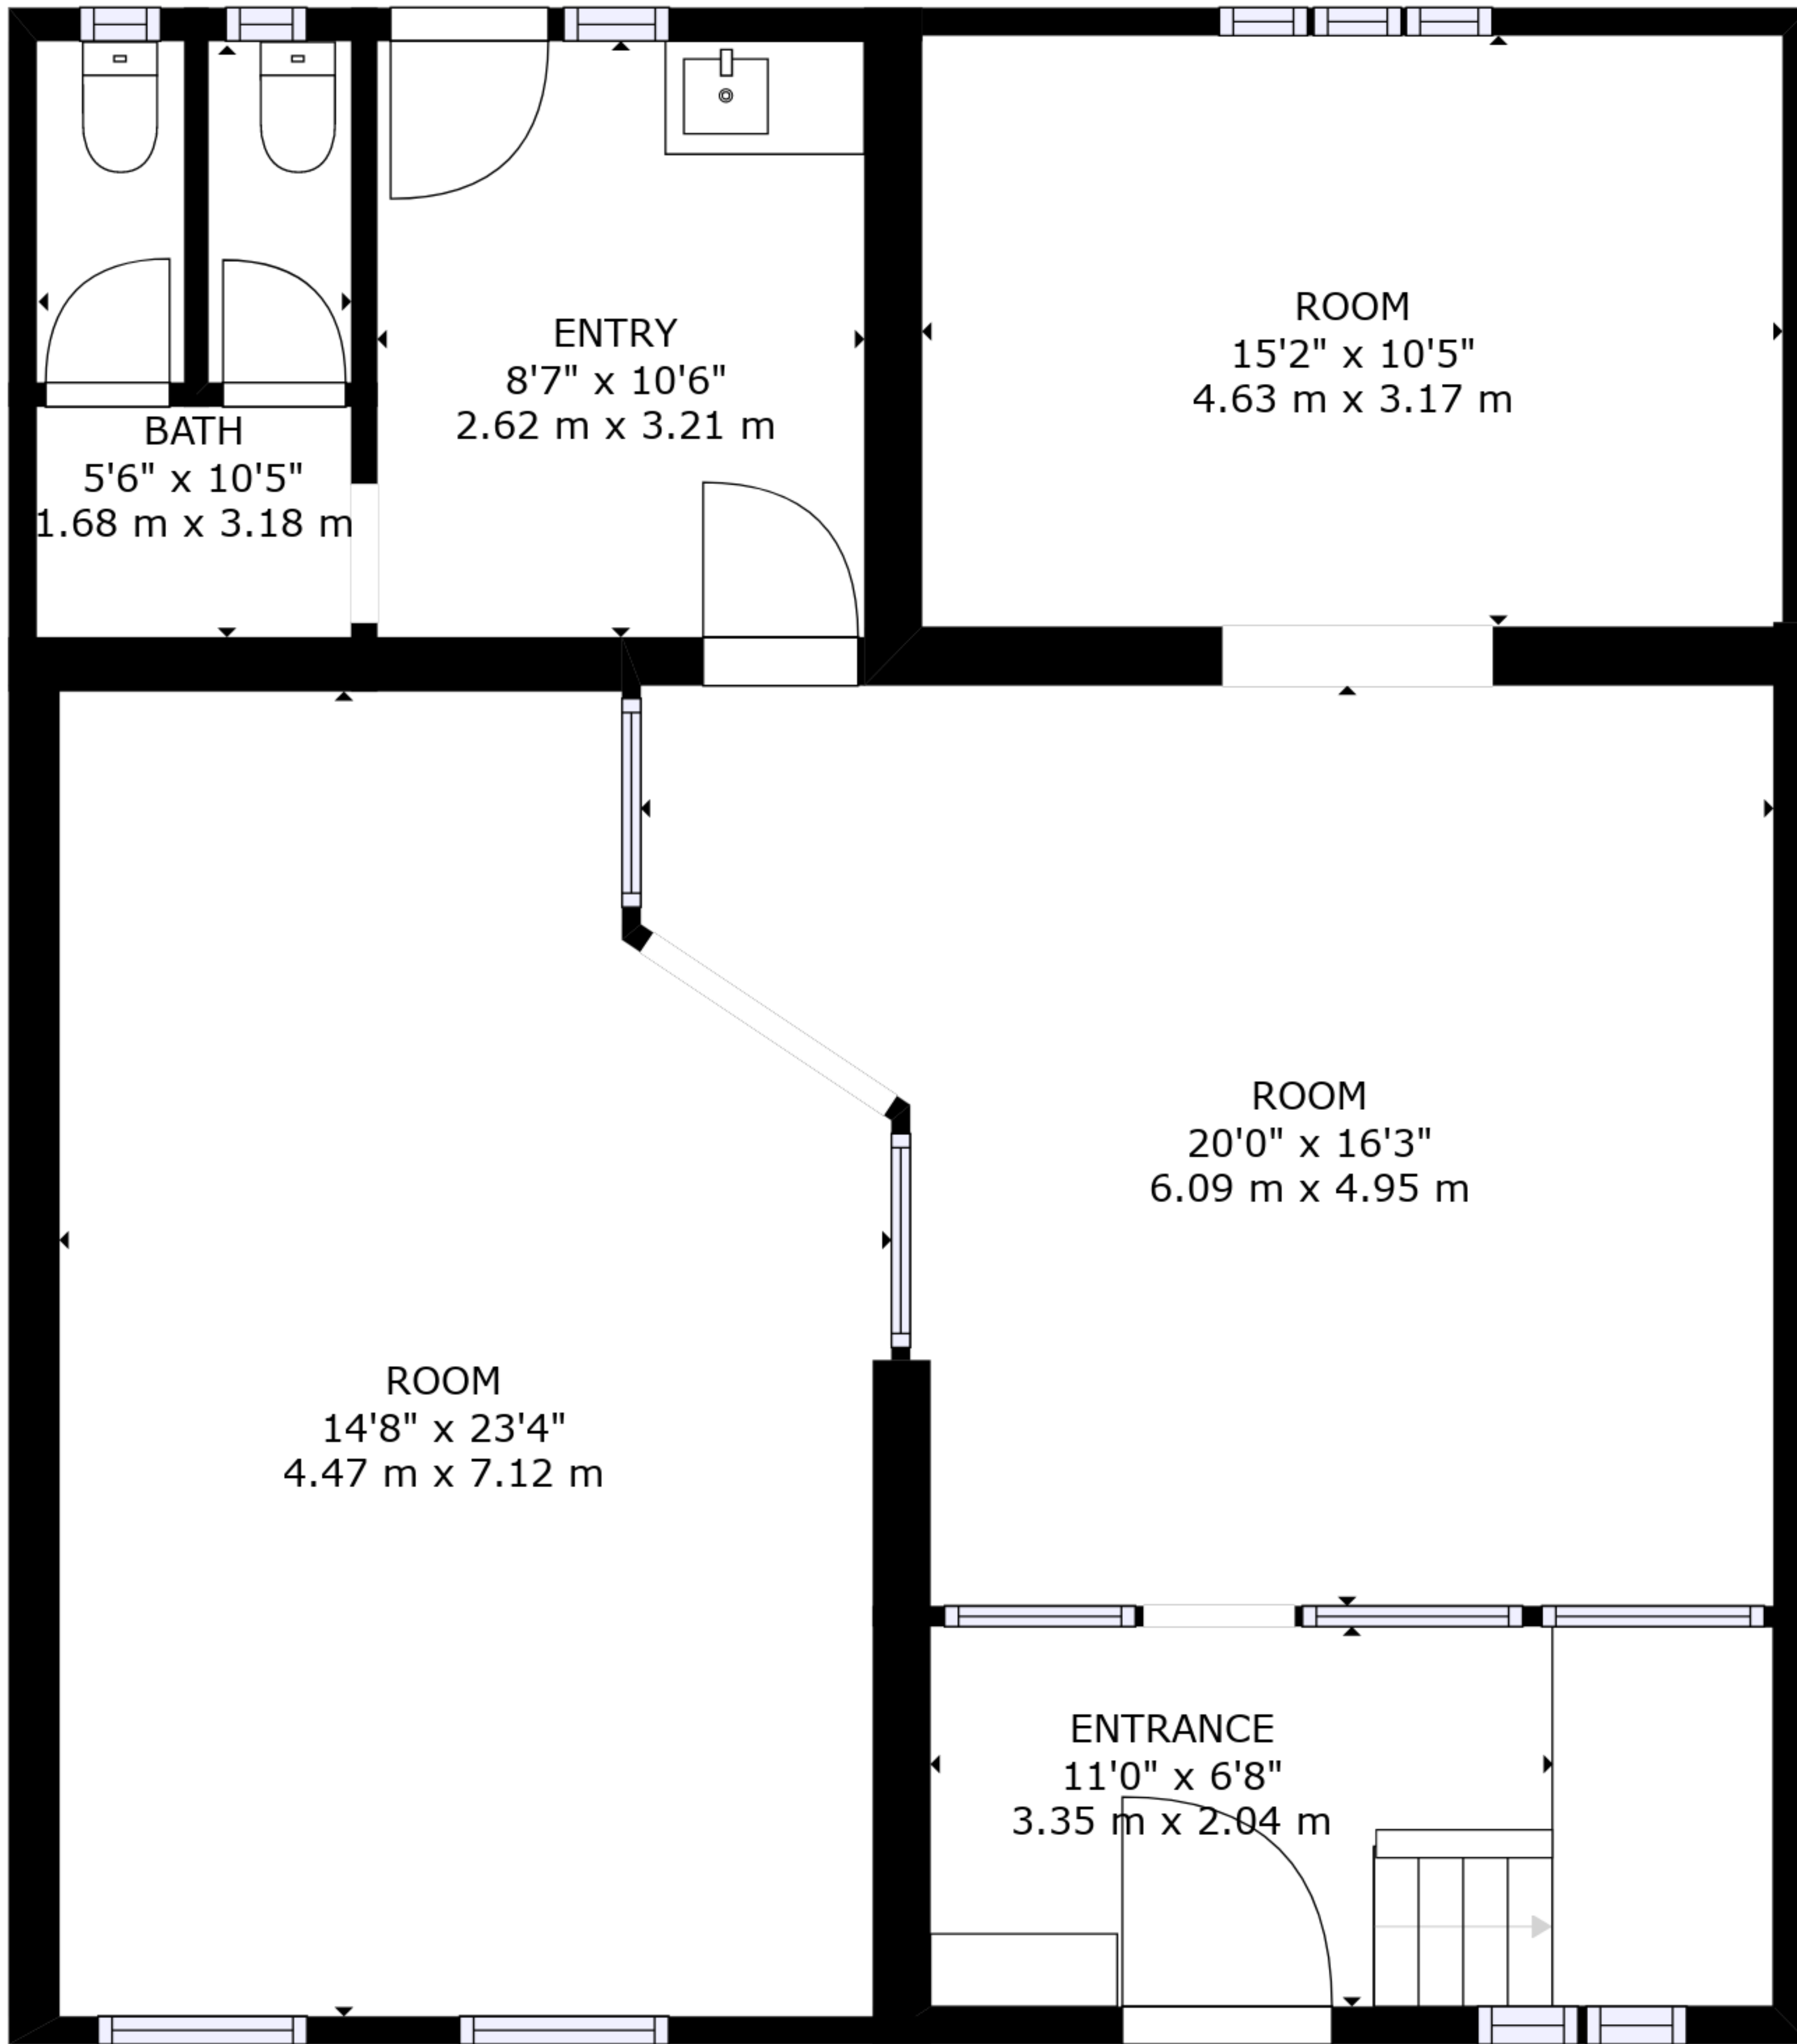 ENTRY
8'7" x 10'6"
2.62 m x 3.21 m
ROOM
15'2" x 10'5"
4.63 m x 3.17 m
BATH
5'6" x 10'5"
1.68 m x 3.18 m
ROOM
20'0" x 16'3"
6.09 m x 4.95 m
ROOM
14'8" x 23'4"
4.47 m x 7.12 m
ENTRANCE
11'0" x 6'8"
3.35 m x 2.04 m